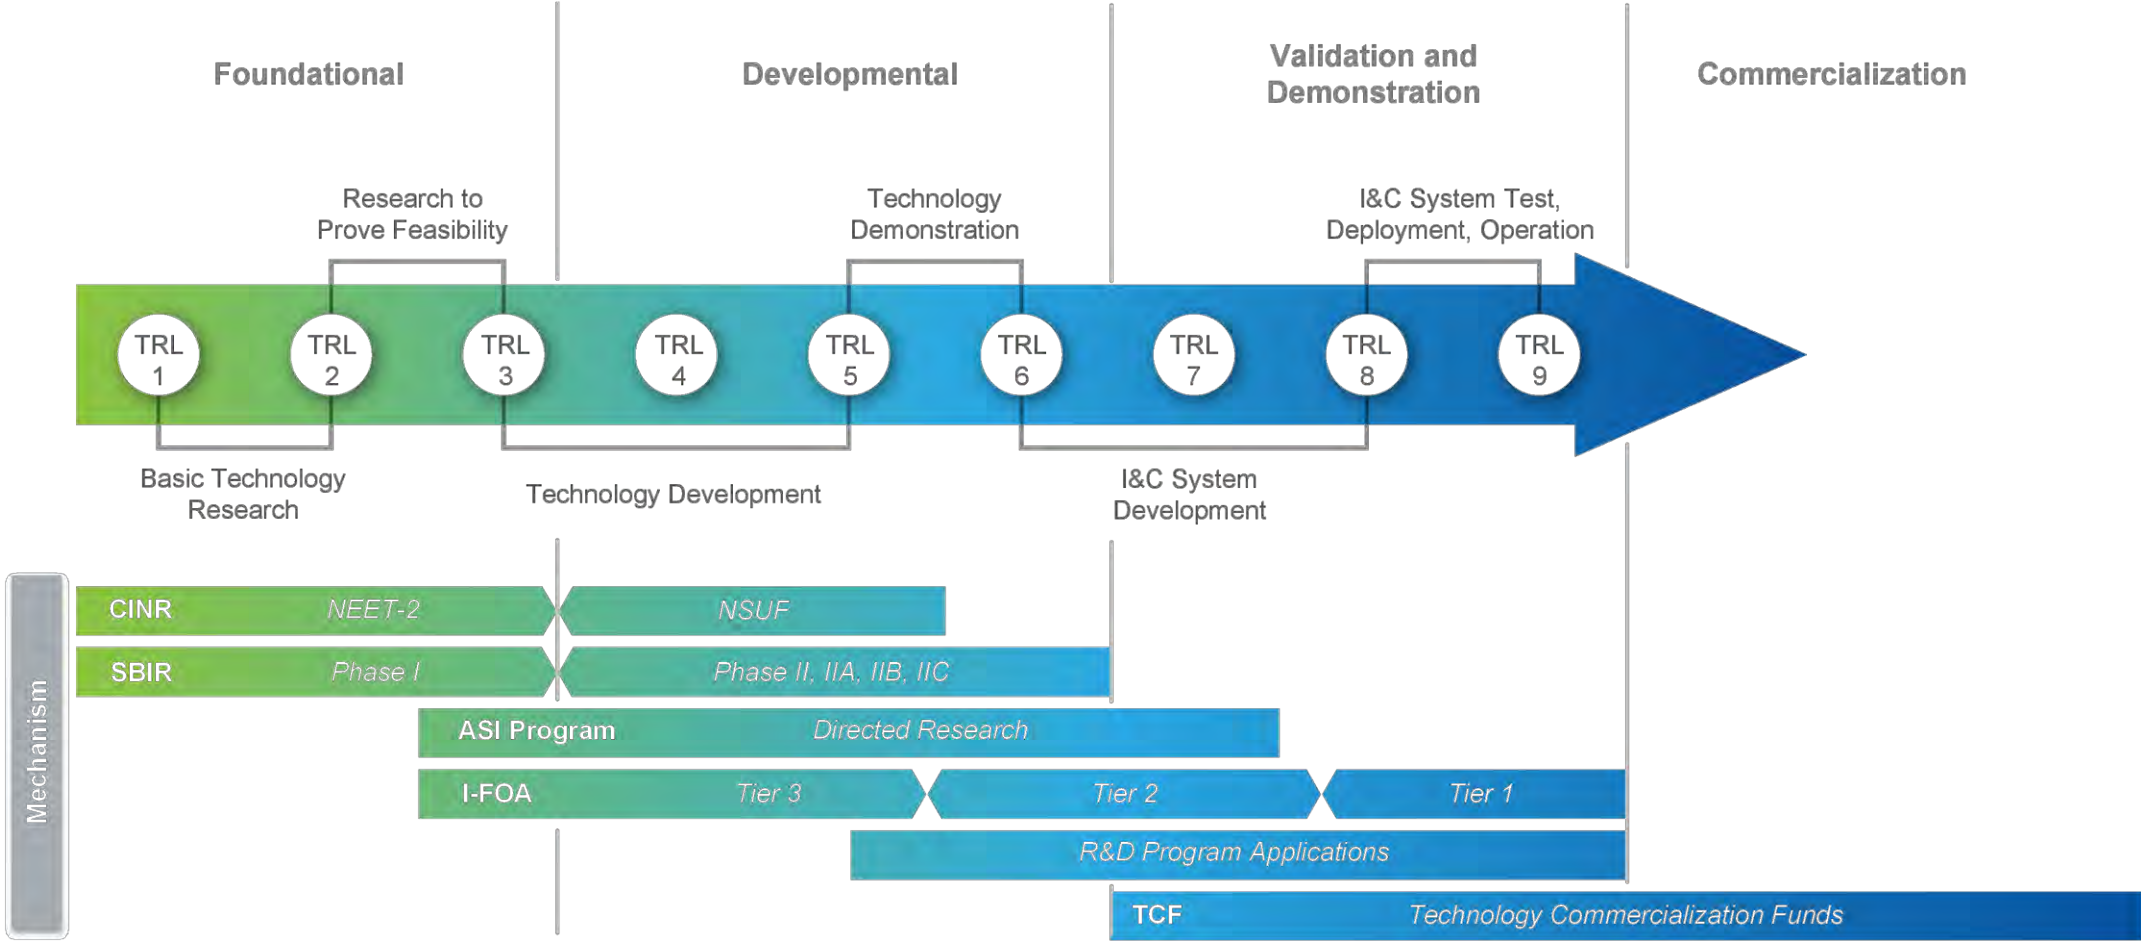 Foundational
Developmental
Validation and
Demonstration
Commercialization
Research to
Prove Feasibility
Technology
Demonstration
I&C System Test,
Deployment, Operation
TRL
1
TRL
2
TRL
3
TRL
4
TRL
5
TRL
6
TRL
7
TRL
8
TRL
9
Basic Technology
Research
Technology Development
I&C System
Development
Mechanism
CINR NEET-2 NSUF
SBIR Phase I Phase II, IIA, IIB, IIC
ASI Program Directed Research
I-FOA Tier 3 Tier 2 Tier 1
R&D Program Applications
TCF Technology Commercialization Funds